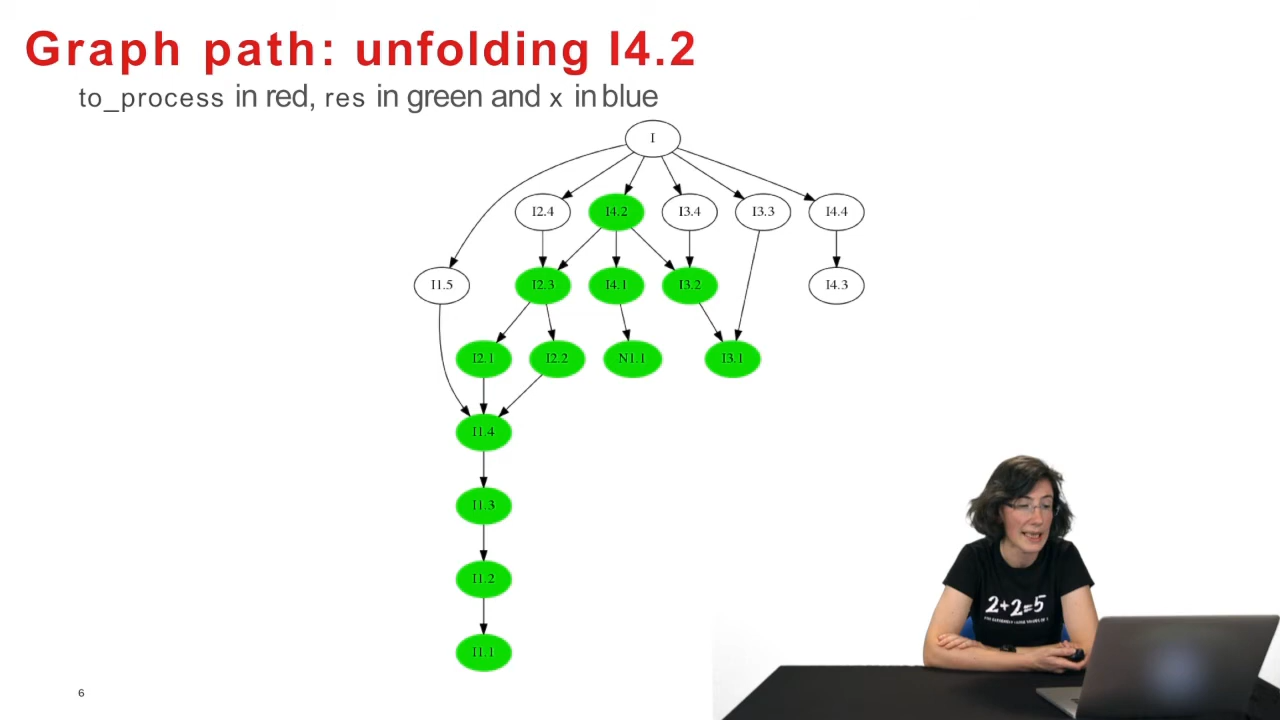 Graph path: unfolding I4.2
to_process in red, res in green and x in blue
I
I2.4 I4.2 I3.4 I3.3 I4.4
I1.5 I2.3 I4.1 I3.2 I4.3
I2.1 I2.2 N1.1 I3.1
I1.4
I1.3
I1.2
I1.1
2+2=5
6